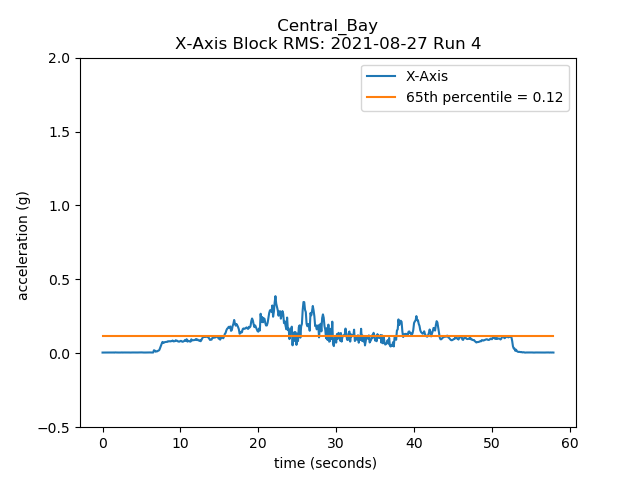 Central_Bay
X-Axis Block RMS: 2021-08-27 Run 4
2.0
1.5
1.0
0.5
0.0
−0.5
acceleration (g)
X-Axis
65th percentile = 0.12
0 10 20 30 40 50 60
time (seconds)